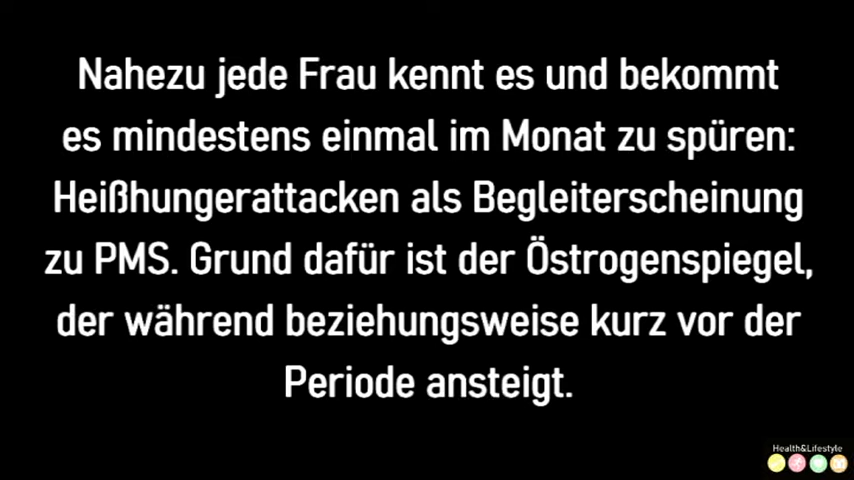 Nahezu jede Frau kennt es und bekommt
es mindestens einmal im Monat zu spüren:
Heißhungerattacken als Begleiterscheinung
zu PMS. Grund dafür ist der Östrogenspiegel,
der während beziehungsweise kurz vor der
Periode ansteigt.
Health&Lifestyle